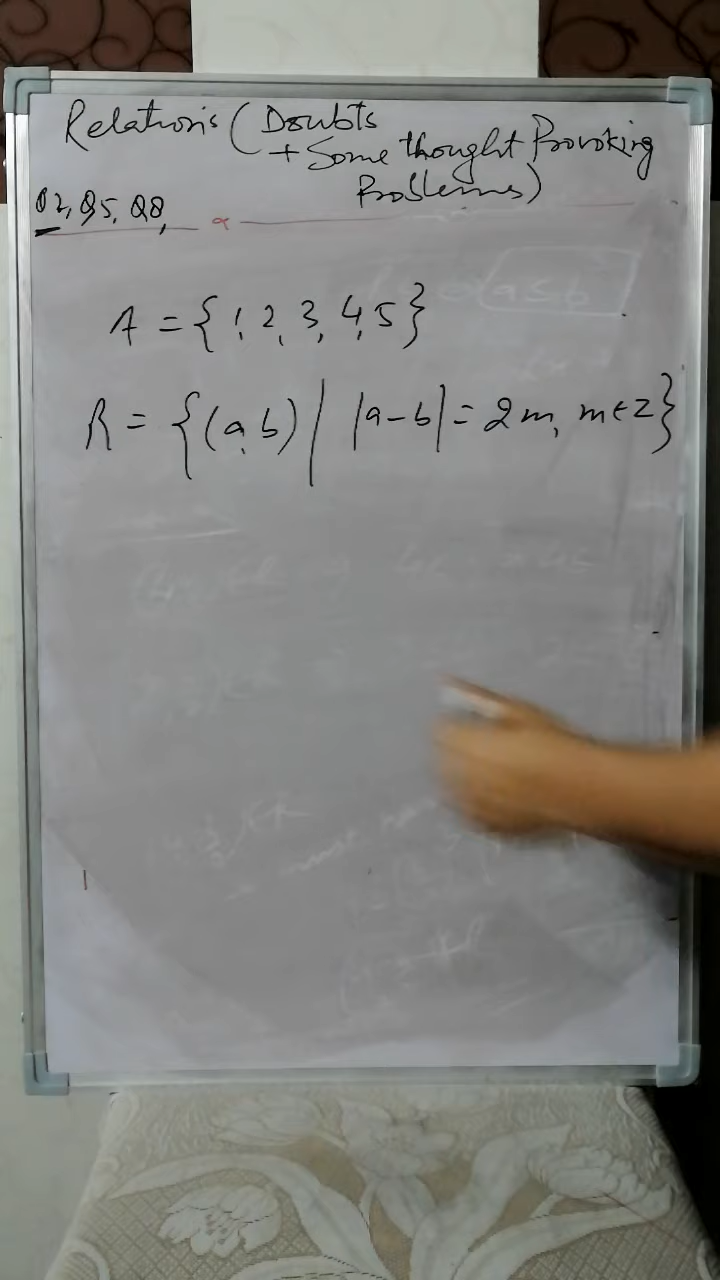 Relations (Doubts
+ Some thought Provoking
Problems)
Q2, Q5, Q8,
A = {1, 2, 3, 4, 5}
R = {(a, b) | |a-b| = 2m, m ∈ Z}